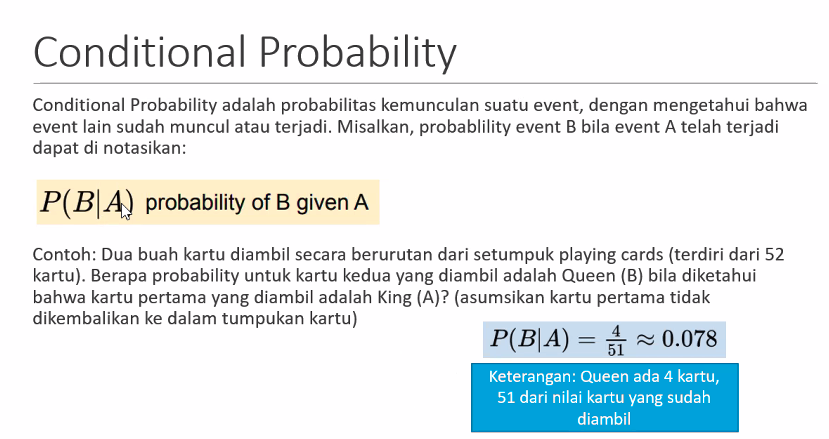 Conditional Probability
Conditional Probability adalah probabilitas kemunculan suatu event, dengan mengetahui bahwa
event lain sudah muncul atau terjadi. Misalkan, probablility event B bila event A telah terjadi
dapat di notasikan:
P(B|A) probability of B given A
Contoh: Dua buah kartu diambil secara berurutan dari setumpuk playing cards (terdiri dari 52
kartu). Berapa probability untuk kartu kedua yang diambil adalah Queen (B) bila diketahui
bahwa kartu pertama yang diambil adalah King (A)? (asumsikan kartu pertama tidak
dikembalikan ke dalam tumpukan kartu)
P(B|A) = 4/51 ≈ 0.078
Keterangan: Queen ada 4 kartu,
51 dari nilai kartu yang sudah
diambil